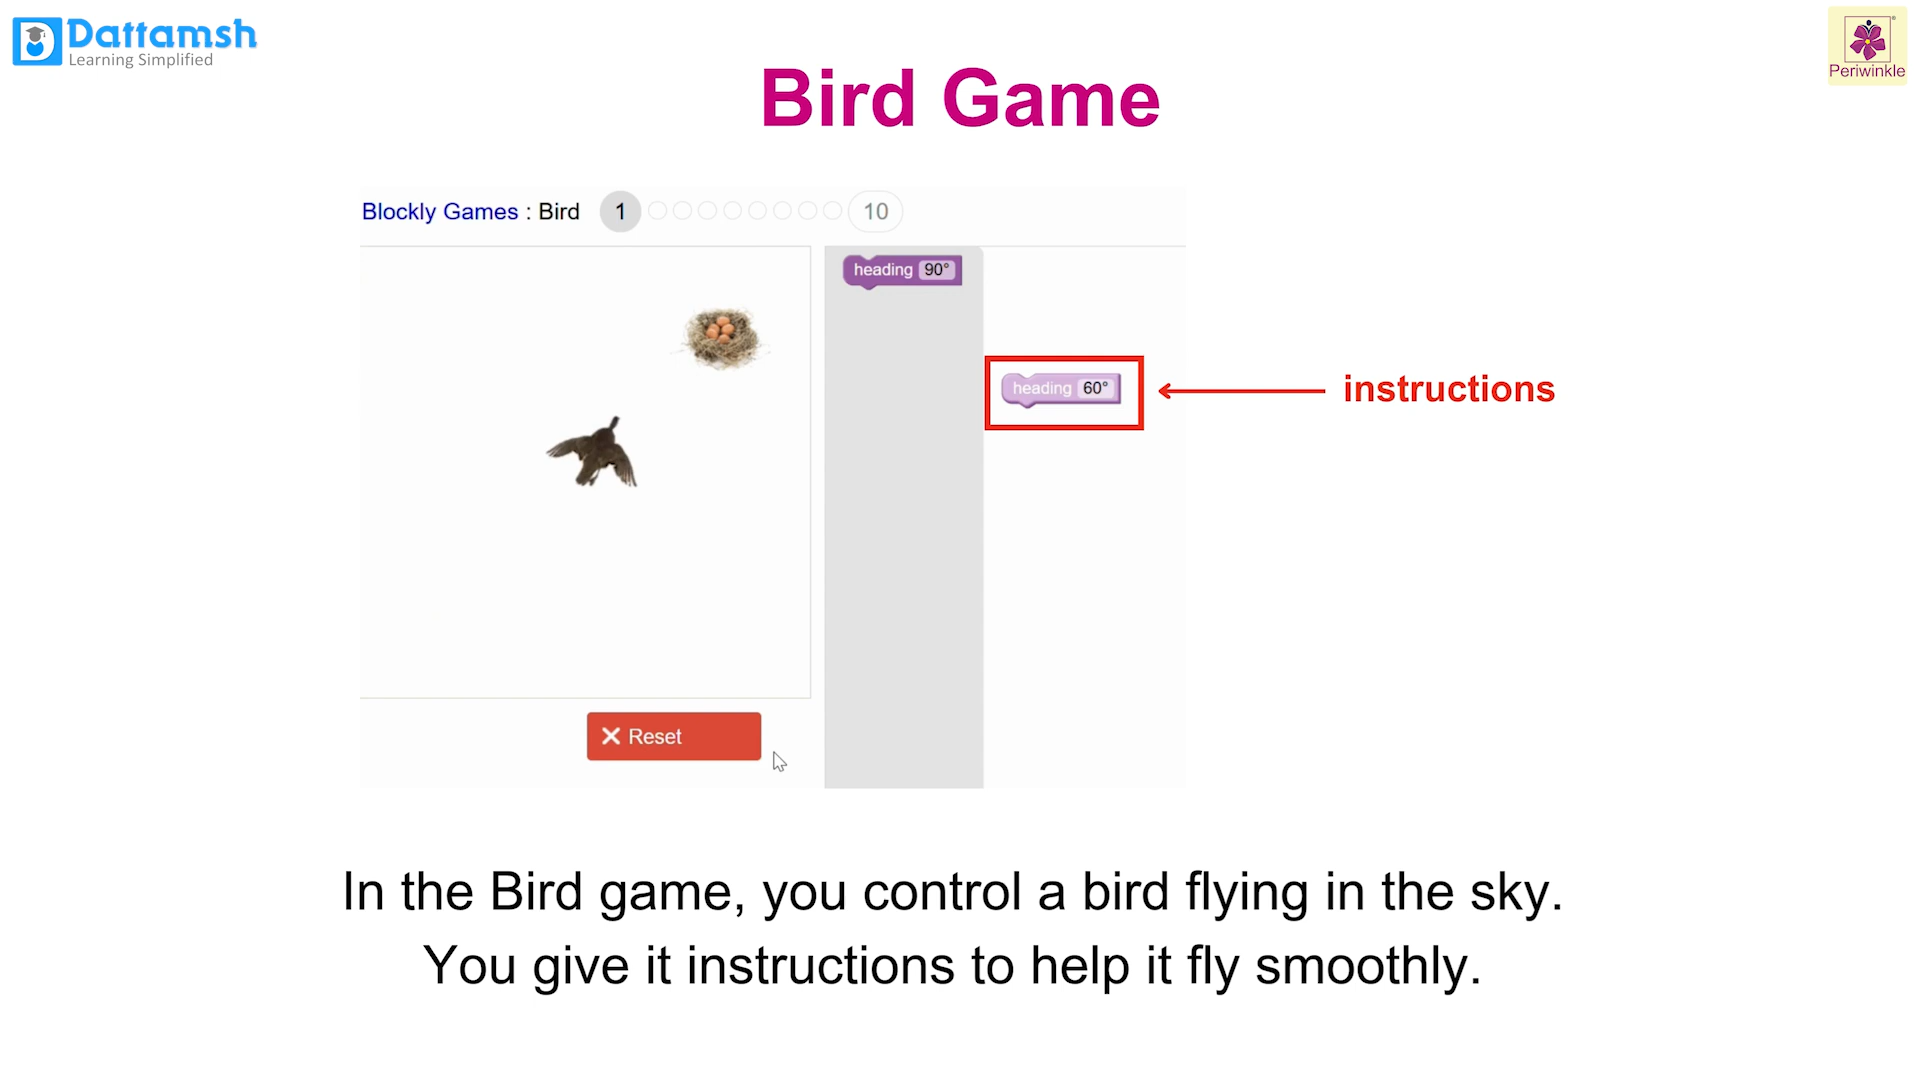 Dattamsh
Learning Simplified
Periwinkle
Bird Game
Blockly Games : Bird 1 10
heading 90°
heading 60°
instructions
Reset
In the Bird game, you control a bird flying in the sky.
You give it instructions to help it fly smoothly.